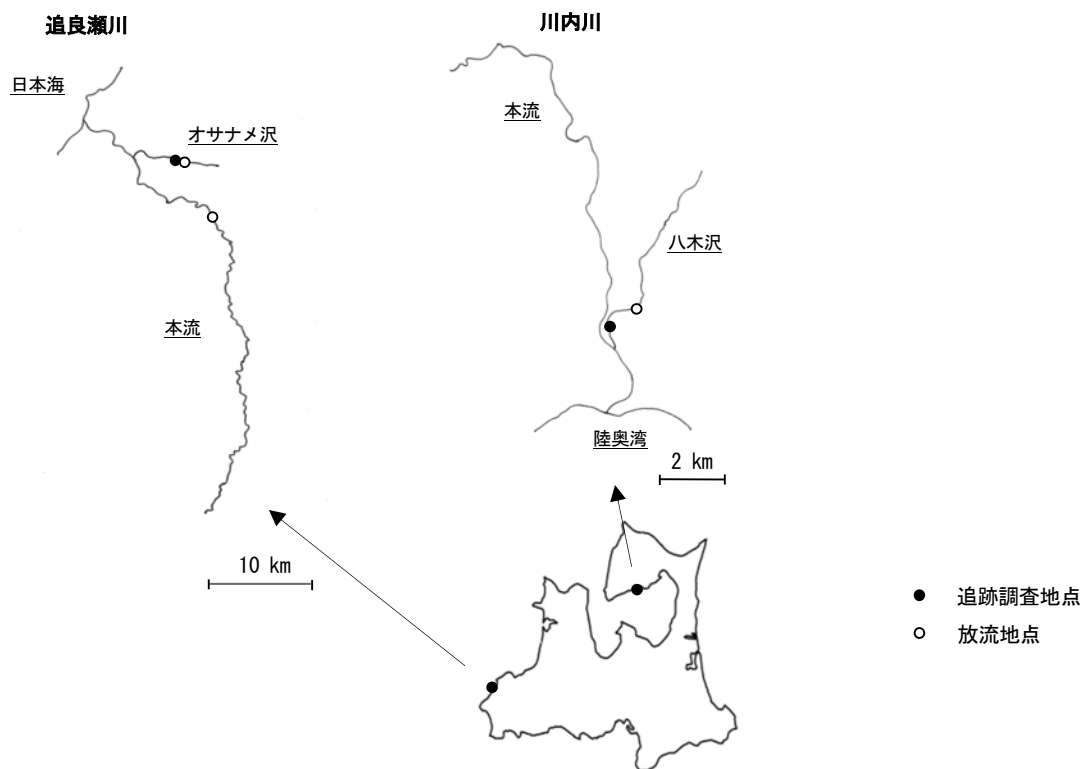 追良瀬川
日本海
オサナメ沢
本流
10 km
川内川
本流
八木沢
陸奥湾
2 km
● 追跡調査地点
○ 放流地点